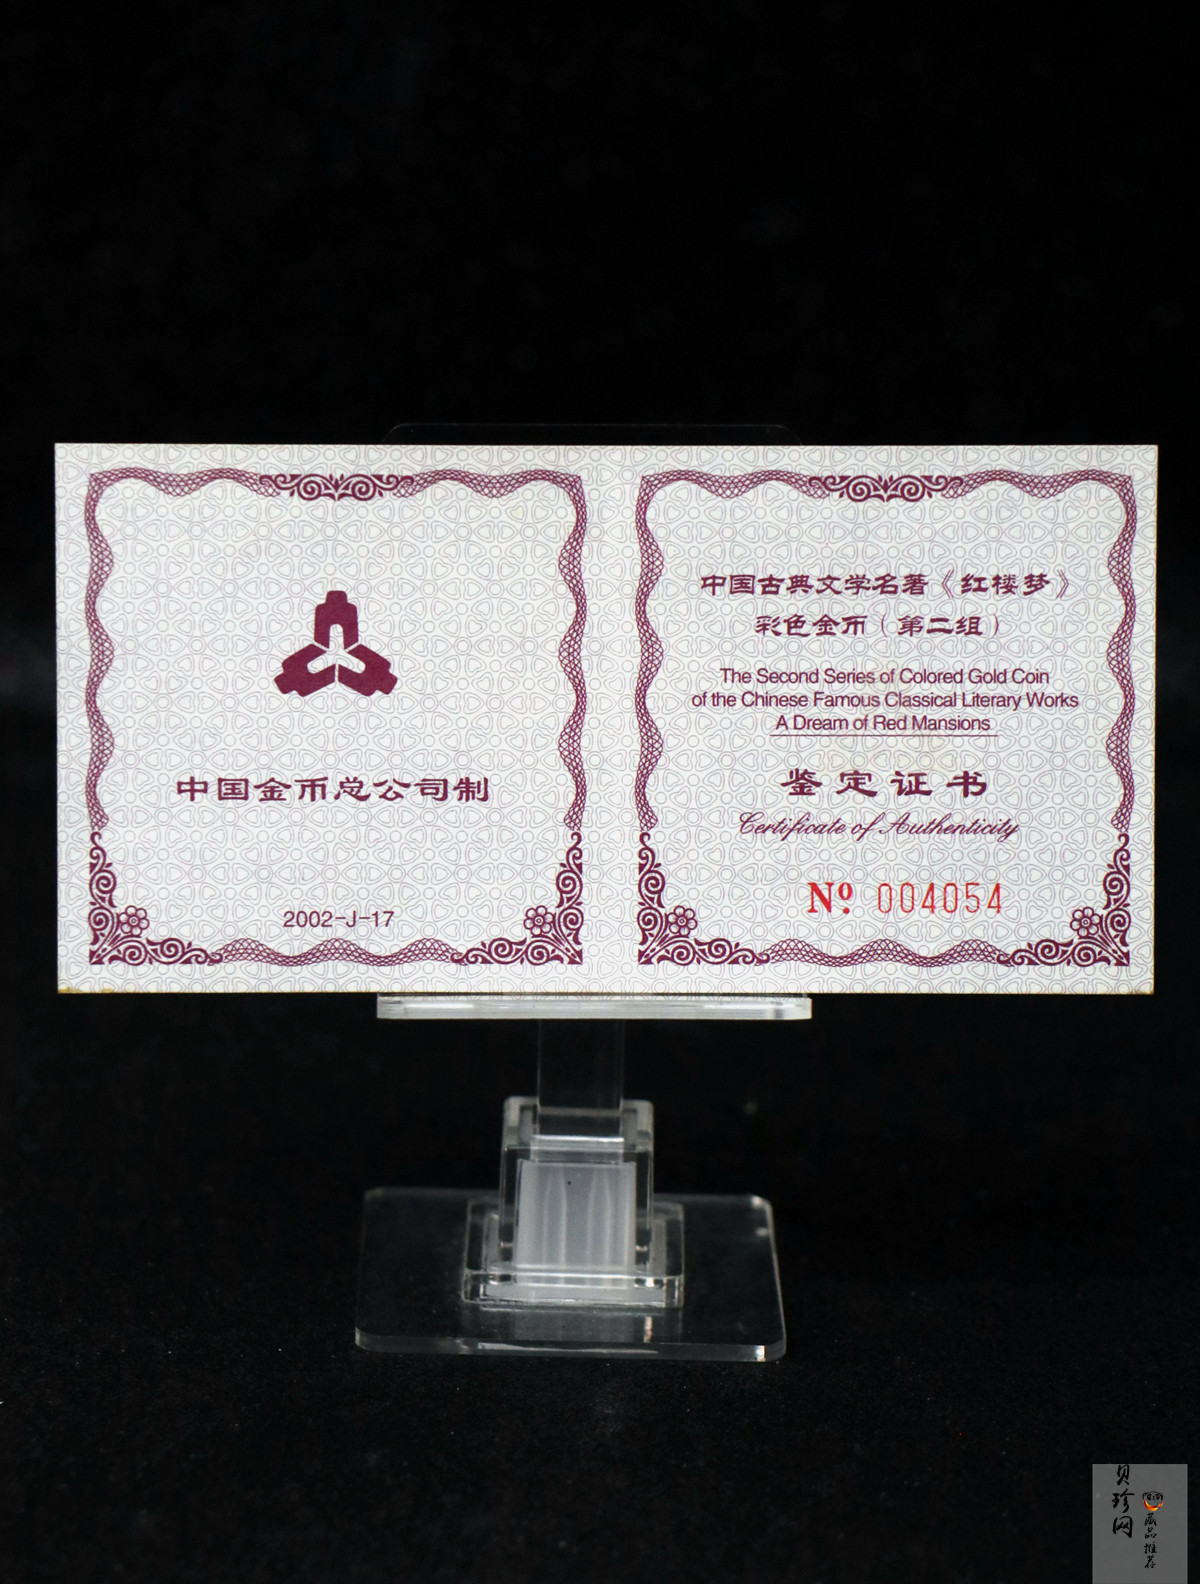 中国金币总公司制
2002-J-17
中国古典文学名著《红楼梦》
彩色金币（第二组）
The Second Series of Colored Gold Coin
of the Chinese Famous Classical Literary Works
A Dream of Red Mansions
鉴定证书
Certificate of Authenticity
Nº 004054
贝珍网
藏品推荐